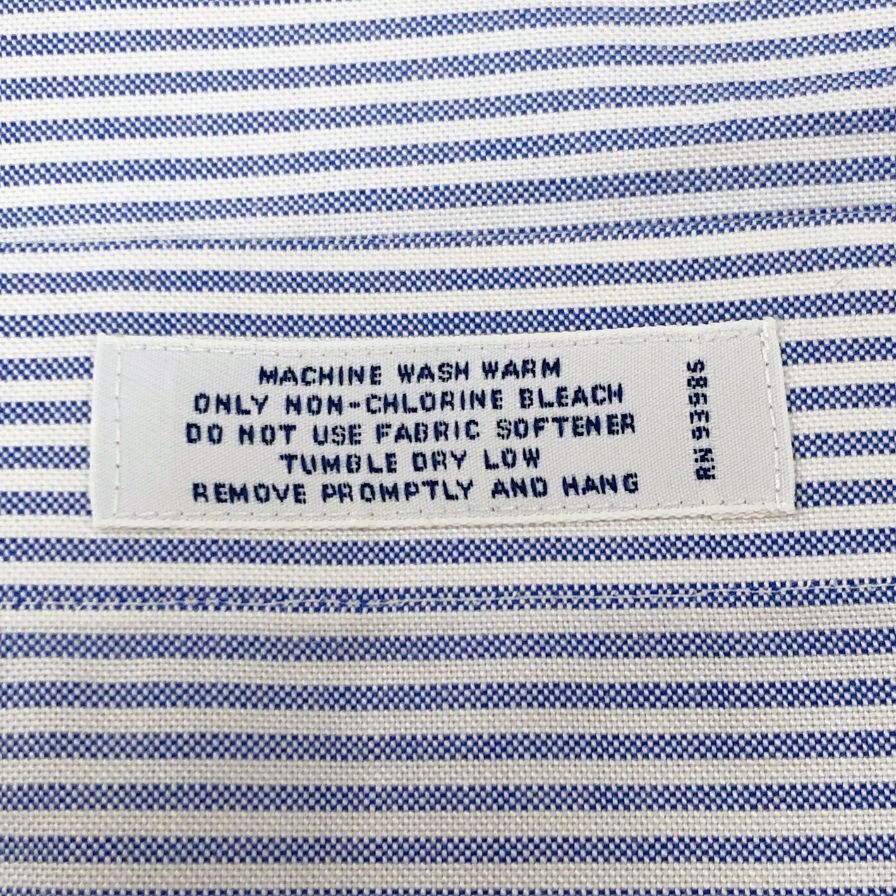 MACHINE WASH WARM
ONLY NON-CHLORINE BLEACH
DO NOT USE FABRIC SOFTENER
TUMBLE DRY LOW
REMOVE PROMPTLY AND HANG
RN 93985